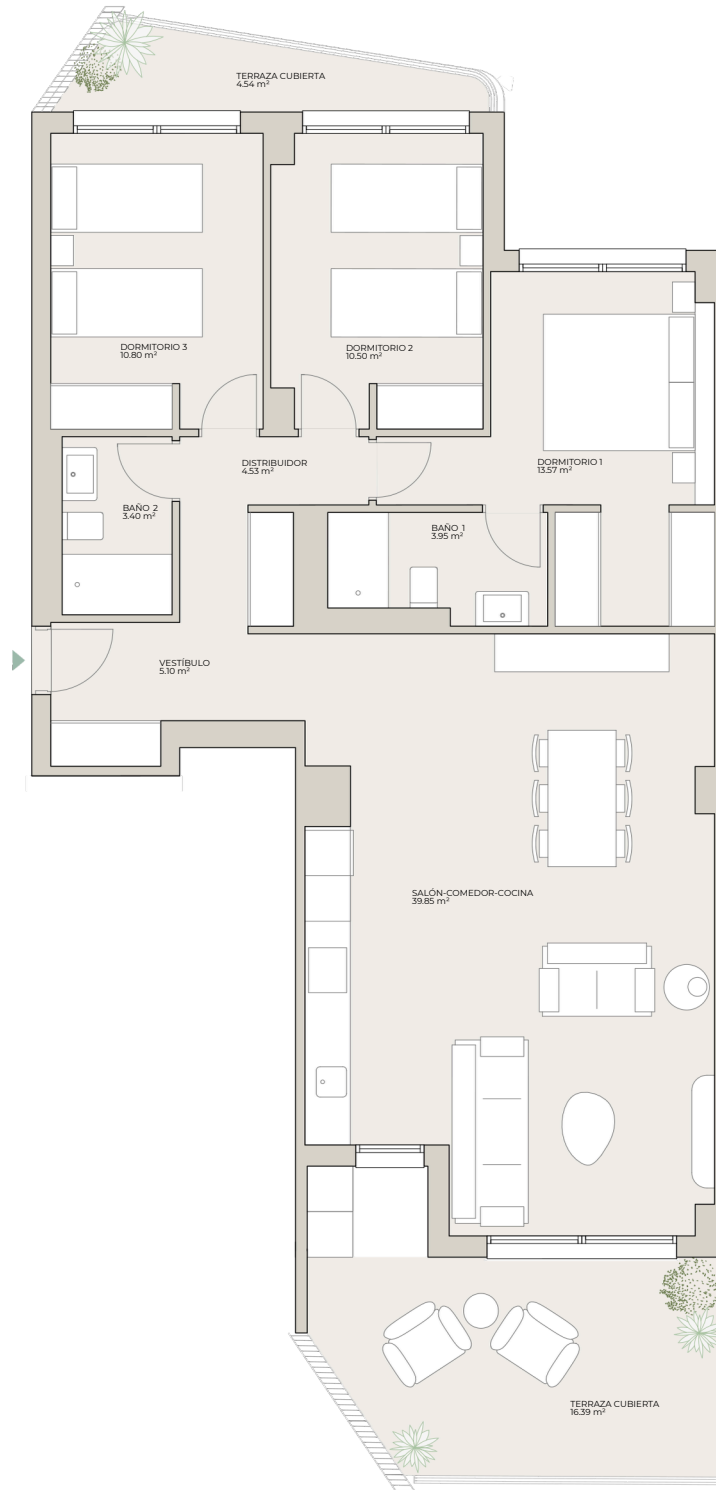 TERRAZA CUBIERTA
4.54 m²
DORMITORIO 3
10.80 m²
DORMITORIO 2
10.50 m²
DISTRIBUIDOR
4.53 m²
DORMITORIO 1
13.57 m²
BAÑO 2
3.40 m²
BAÑO 1
3.95 m²
VESTÍBULO
5.10 m²
SALÓN-COMEDOR-COCINA
39.85 m²
TERRAZA CUBIERTA
16.39 m²